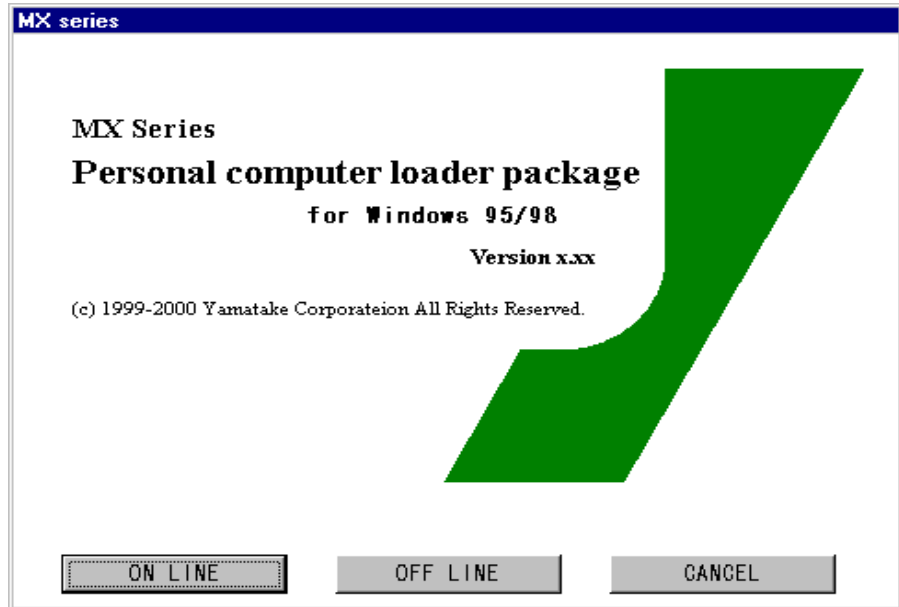 MX series
MX Series
Personal computer loader package
for Windows 95/98
Version x.xx
(c) 1999-2000 Yamatake Corporateion All Rights Reserved.
ON LINE
OFF LINE
CANCEL